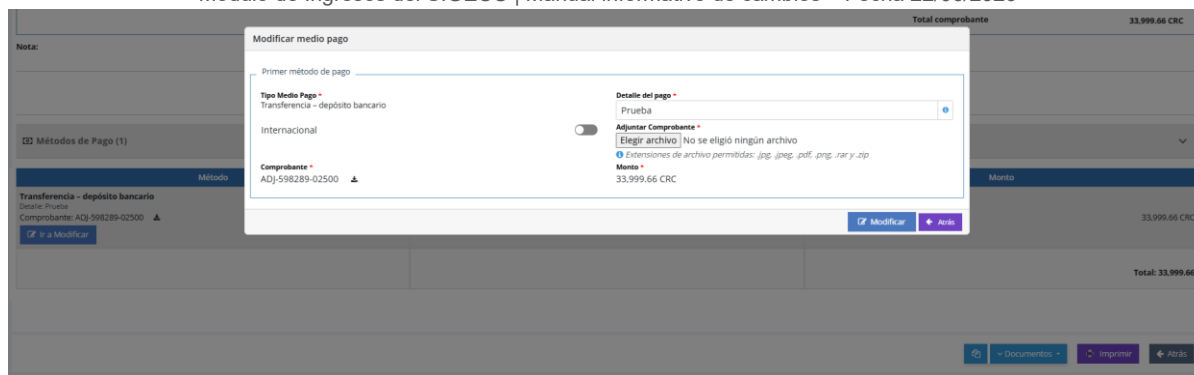 Total comprobante 33,999.66 CRC
Modificar medio pago
Nota:
Primer método de pago
Tipo Medio Pago *
Transferencia – depósito bancario
Detalle del pago *
Prueba
Internacional
Adjuntar Comprobante *
Elegir archivo No se eligió ningún archivo
Extensiones de archivo permitidas: .jpg, .jpeg, .pdf, .png, .rar y .zip
Comprobante *
ADJ-598289-02500
Monto *
33,999.66 CRC
Modificar Atrás
Métodos de Pago (1)
Método Monto
Transferencia – depósito bancario
Detalle: Prueba
Comprobante: ADJ-598289-02500
33,999.66 CRC
Ir a Modificar
Total: 33,999.66
Documentos Imprimir Atrás